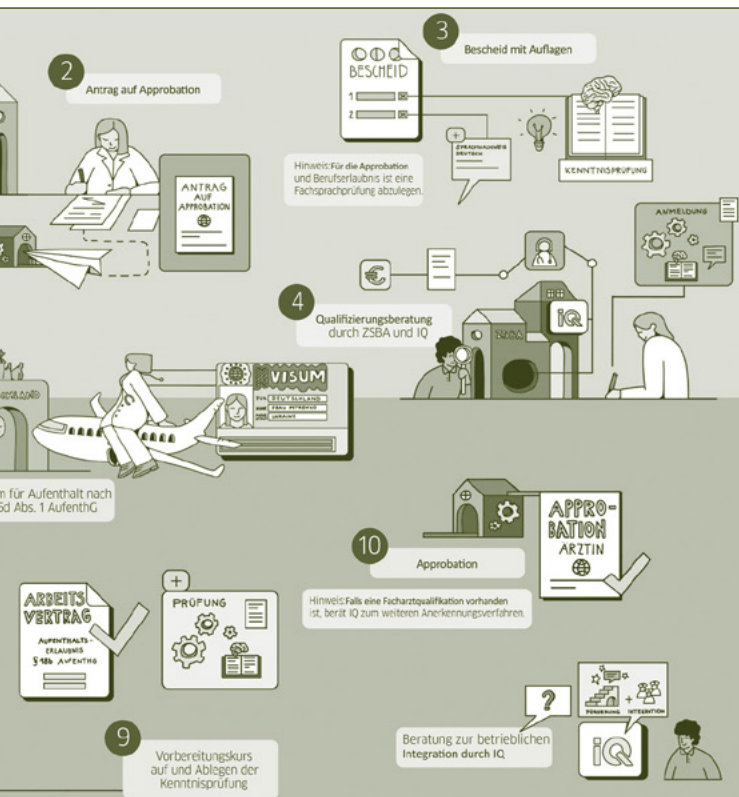 2
Antrag auf Approbation
ANTRAG
AUF
APPROBATION
3
Bescheid mit Auflagen
BESCHEID
1
2
SPRACHNACHWEIS
DEUTSCH
KENNTNISPRÜFUNG
Hinweis: Für die Approbation
und Berufserlaubnis ist eine
Fachsprachprüfung abzulegen.
ANMELDUNG
€
4
Qualifizierungsberatung
durch ZSBA und IQ
ZSBA
iQ
VISUM
FÜR DEUTSCHLAND
NAME FRAU PETRENKO
UKRAINE
m für Aufenthalt nach
6d Abs. 1 AufenthG
10
Approbation
APPRO-
BATION
ÄRZTIN
Hinweis: Falls eine Facharztqualifikation vorhanden
ist, berät IQ zum weiteren Anerkennungsverfahren.
ARBEITS
VERTRAG
AUFENTHALTS-
ERLAUBNIS
§ 18b AUFENTHG
+
PRÜFUNG
9
Vorbereitungskurs
auf und Ablegen der
Kenntnisprüfung
?
FÖRDERUNG + INTEGRATION
Beratung zur betrieblichen
Integration durch IQ
iQ